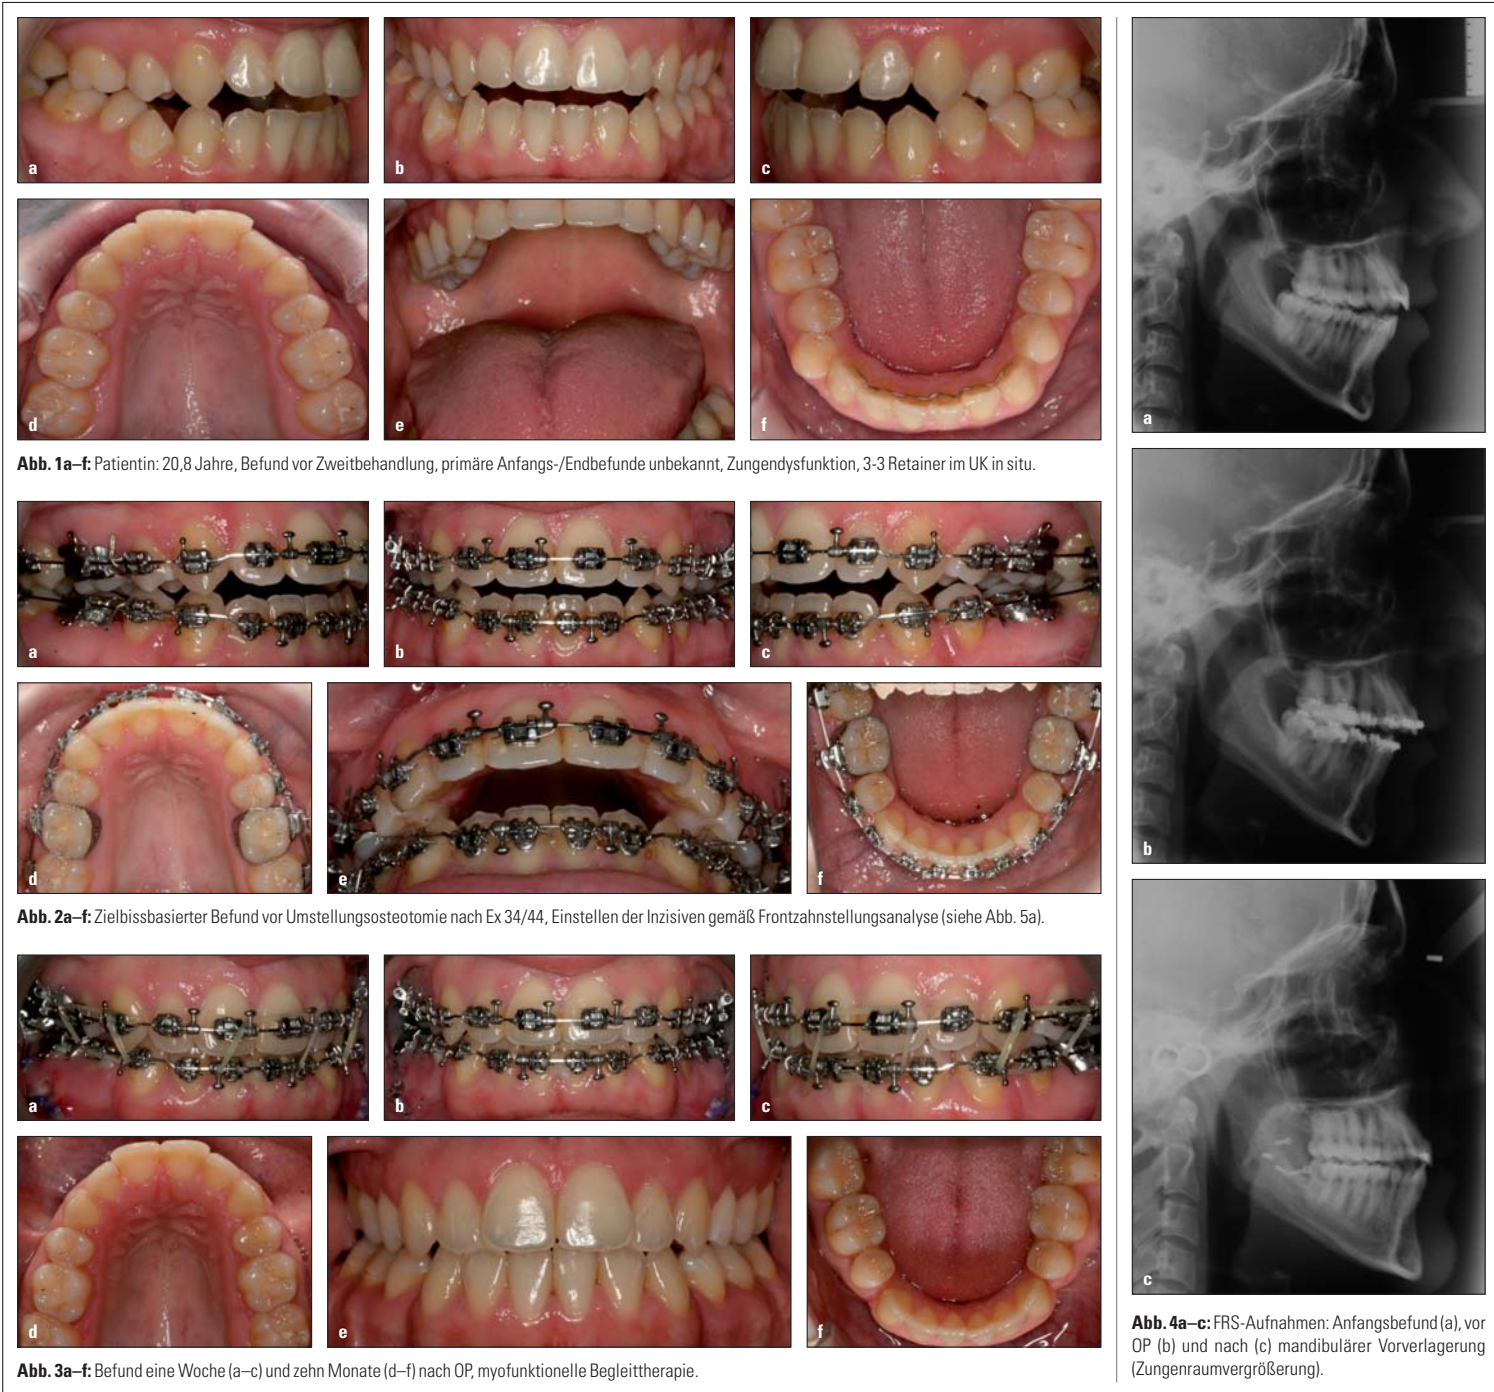 a
b
c
d
e
f
Abb. 1a–f: Patientin: 20,8 Jahre, Befund vor Zweitbehandlung, primäre Anfangs-/Endbefunde unbekannt, Zungendysfunktion, 3-3 Retainer im UK in situ.
a
b
c
d
e
f
Abb. 2a–f: Zielbissbasierter Befund vor Umstellungsosteotomie nach Ex 34/44, Einstellen der Inzisiven gemäß Frontzahnstellungsanalyse (siehe Abb. 5a).
a
b
c
d
e
f
Abb. 3a–f: Befund eine Woche (a–c) und zehn Monate (d–f) nach OP, myofunktionelle Begleittherapie.
a
b
c
Abb. 4a–c: FRS-Aufnahmen: Anfangsbefund (a), vor
OP (b) und nach (c) mandibulärer Vorverlagerung
(Zungenraumvergrößerung).